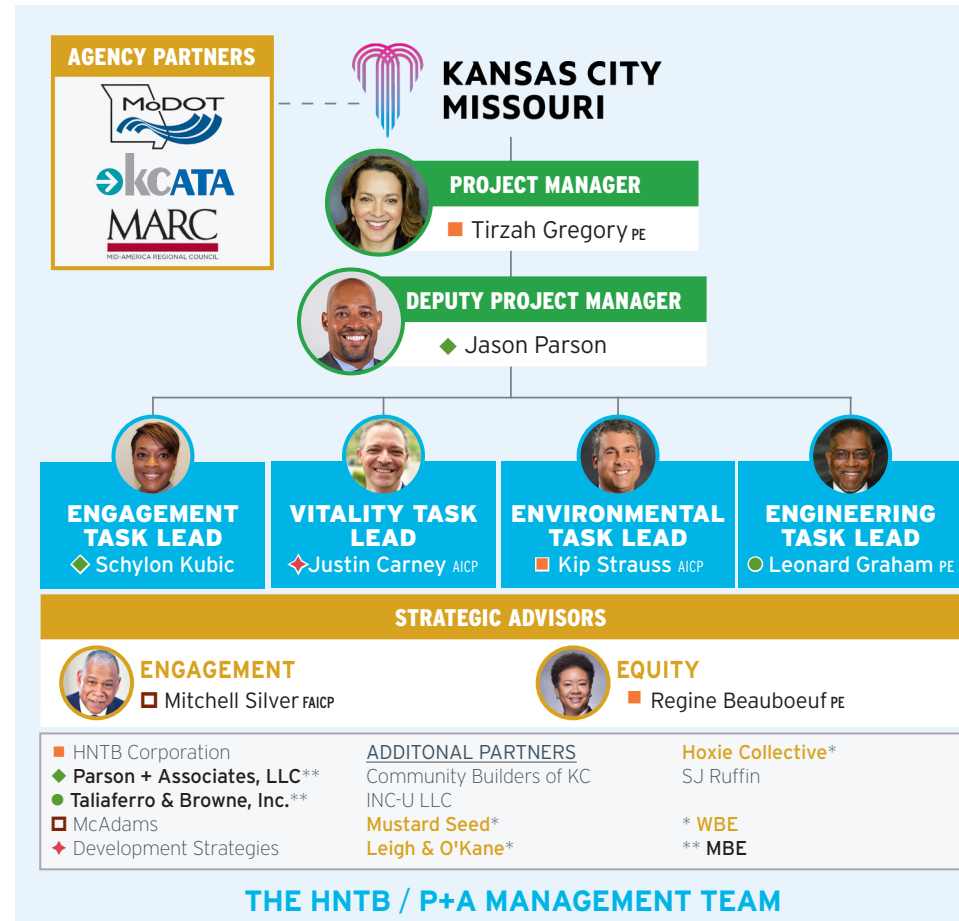 AGENCY PARTNERS
MoDOT
kcATA
MARC
MID-AMERICA REGIONAL COUNCIL
KANSAS CITY
MISSOURI
PROJECT MANAGER
Tirzah Gregory PE
DEPUTY PROJECT MANAGER
Jason Parson
ENGAGEMENT
TASK LEAD
Schylon Kubic
VITALITY TASK
LEAD
Justin Carney AICP
ENVIRONMENTAL
TASK LEAD
Kip Strauss AICP
ENGINEERING
TASK LEAD
Leonard Graham PE
STRATEGIC ADVISORS
ENGAGEMENT
Mitchell Silver FAICP
EQUITY
Regine Beauboeuf PE
HNTB Corporation
Parson + Associates, LLC**
Taliaferro & Browne, Inc.**
McAdams
Development Strategies
ADDITONAL PARTNERS
Community Builders of KC
INC-U LLC
Mustard Seed*
Leigh & O'Kane*
Hoxie Collective*
SJ Ruffin
* WBE
** MBE
THE HNTB / P+A MANAGEMENT TEAM